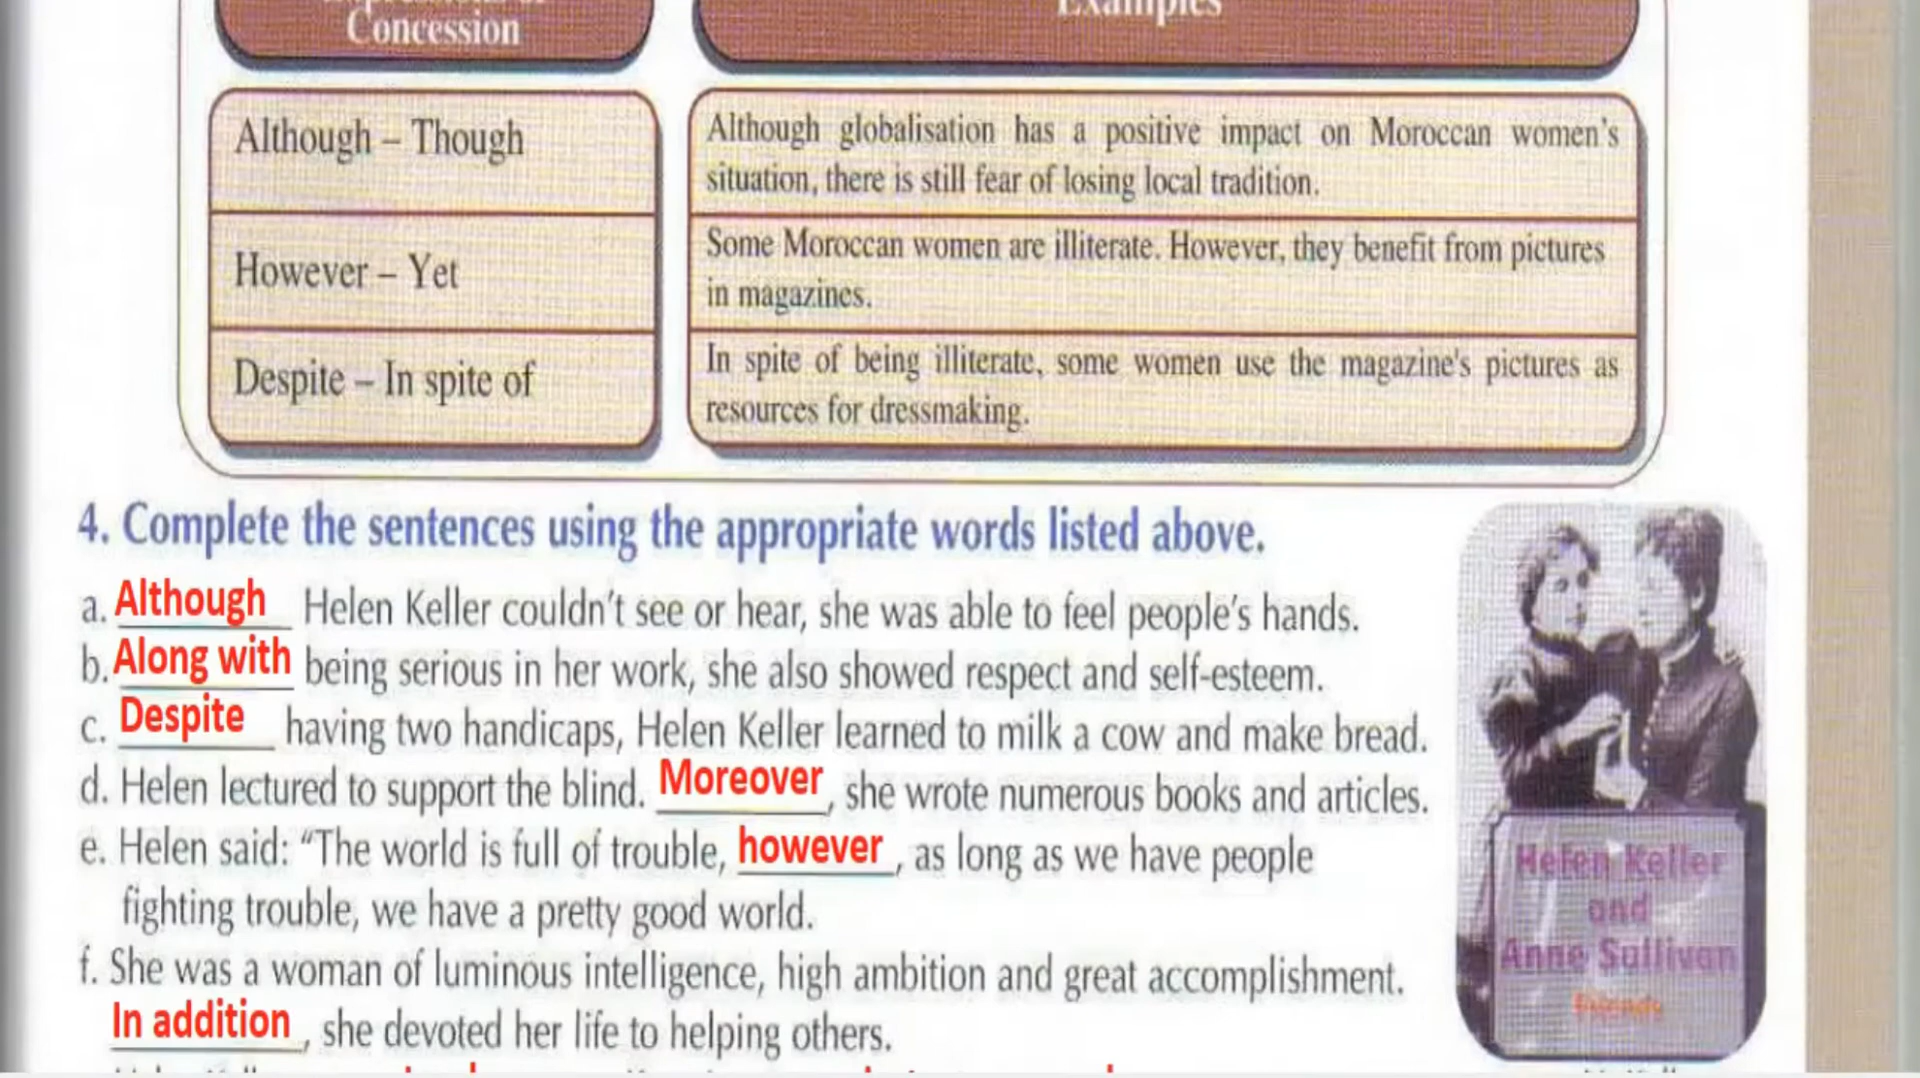 Concession
Examples
Although – Though
Although globalisation has a positive impact on Moroccan women's
situation, there is still fear of losing local tradition.
However – Yet
Some Moroccan women are illiterate. However, they benefit from pictures
in magazines.
Despite – In spite of
In spite of being illiterate, some women use the magazine's pictures as
resources for dressmaking.
4. Complete the sentences using the appropriate words listed above.
a. Although Helen Keller couldn't see or hear, she was able to feel people's hands.
b. Along with being serious in her work, she also showed respect and self-esteem.
c. Despite having two handicaps, Helen Keller learned to milk a cow and make bread.
d. Helen lectured to support the blind. Moreover, she wrote numerous books and articles.
e. Helen said: “The world is full of trouble, however, as long as we have people
fighting trouble, we have a pretty good world.
f. She was a woman of luminous intelligence, high ambition and great accomplishment.
In addition, she devoted her life to helping others.
Helen Keller
and
Anne Sullivan
Friends